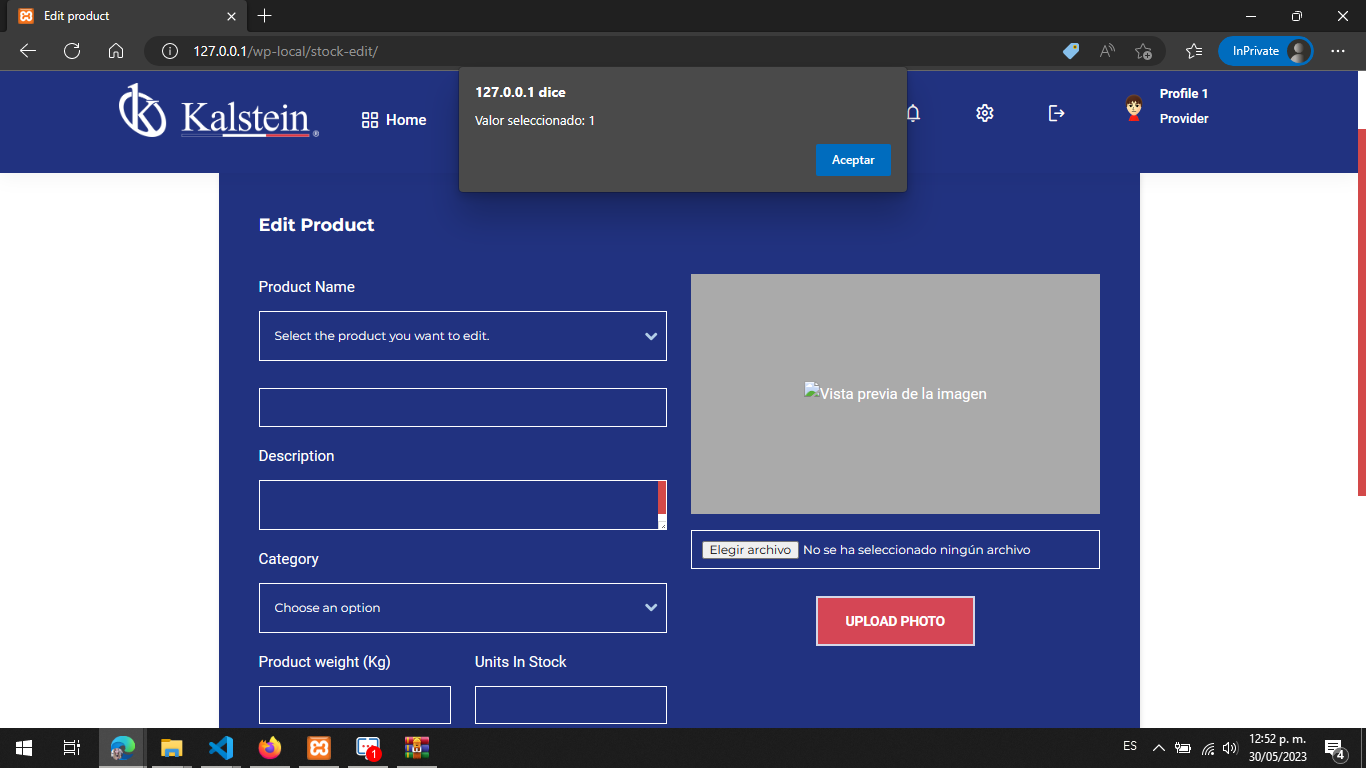 Edit product
127.0.0.1/wp-local/stock-edit/
InPrivate
127.0.0.1 dice
Valor seleccionado: 1
Aceptar
Kalstein®
Home
Profile 1
Provider
Edit Product
Product Name
Select the product you want to edit.
Vista previa de la imagen
Description
Category
Choose an option
Elegir archivo No se ha seleccionado ningún archivo
UPLOAD PHOTO
Product weight (Kg)
Units In Stock
1
ES
12:52 p. m.
30/05/2023
4